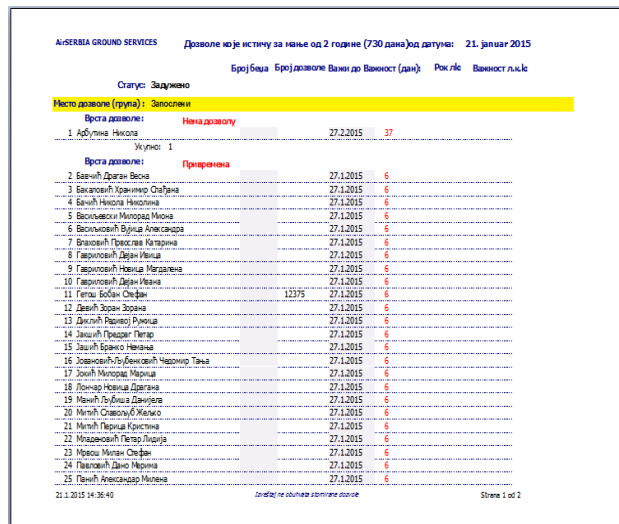 AirSERBIA GROUND SERVICES Дозволе које истичу за мање од 2 године (730 дана)од датума: 21. januar 2015
Број беџа Број дозволе Важи до Важност (дан): Рок лк Важност л.к.
Статус: Задужено
Место дозволе (група) : Запослени
Врста дозволе: Нена дозволу
1 Арбутина Никола 27.2.2015 37
Укупно: 1
Врста дозволе: Привремена
2 Бавчић Драган Весна 27.1.2015 6
3 Бакаловић Хранимир Слађана 27.1.2015 6
4 Бачић Никола Николина 27.1.2015 6
5 Васиљевски Милорад Миона 27.1.2015 6
6 Васиљковић Вујица Александра 27.1.2015 6
7 Влаховић Првослав Катарина 27.1.2015 6
8 Гавриловић Дејан Ивица 27.1.2015 6
9 Гавриловић Новица Магдалена 27.1.2015 6
10 Гавриловић Дејан Ивана 27.1.2015 6
11 Гетош Бобан Стефан 12375 27.1.2015 6
12 Девић Зоран Зорана 27.1.2015 6
13 Диклић Радивој Ружица 27.1.2015 6
14 Јакшић Предраг Петар 27.1.2015 6
15 Јашић Бранко Немања 27.1.2015 6
16 Јовановић-Љубенковић Чедомир Тања 27.1.2015 6
17 Јокић Милорад Марица 27.1.2015 6
18 Лончар Новица Драгана 27.1.2015 6
19 Манић Љубиша Данијела 27.1.2015 6
20 Митић Славољуб Жељко 27.1.2015 6
21 Митић Перица Кристина 27.1.2015 6
22 Младеновић Петар Лидија 27.1.2015 6
23 Мрвош Милан Стефан 27.1.2015 6
24 Павловић Дано Мерима 27.1.2015 6
25 Панић Александар Милена 27.1.2015 6
21.1.2015 14:36:40 Izveštaj ne obuhvata stornirane dozvole Strana 1 od 2